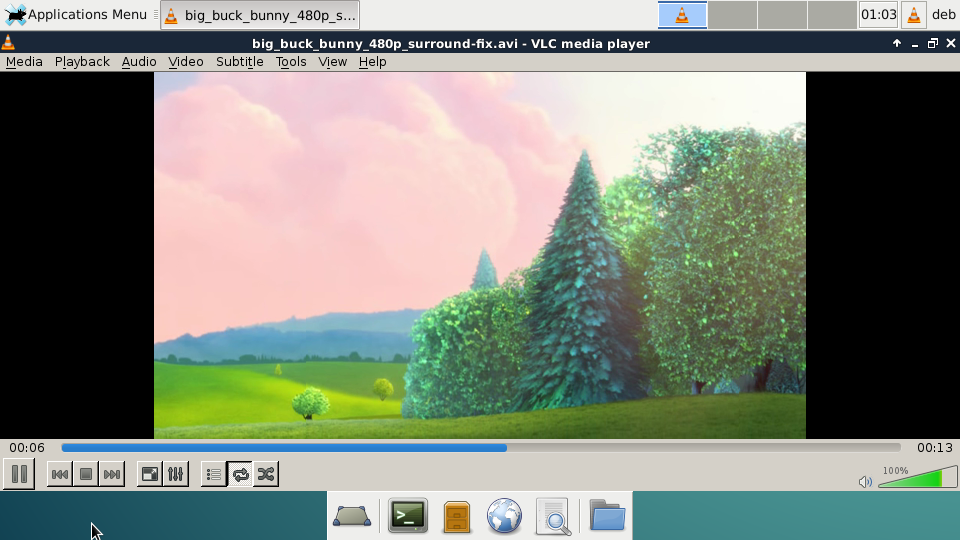 Applications Menu
big_buck_bunny_480p_s...
01:03
deb
big_buck_bunny_480p_surround-fix.avi - VLC media player
Media Playback Audio Video Subtitle Tools View Help
00:06
00:13
100%